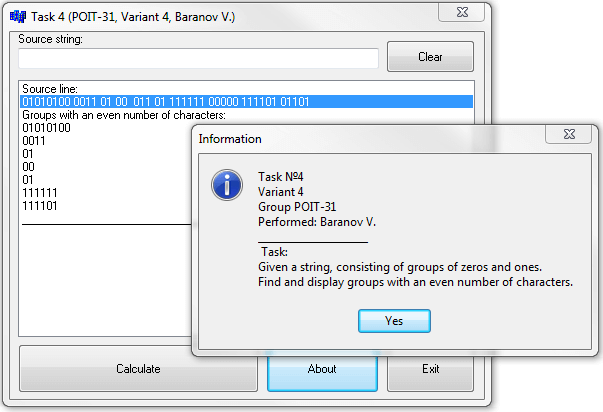 Task 4 (POIT-31, Variant 4, Baranov V.)
Source string:
Clear
Source line:
01010100 0011 01 00  011 01 111111 00000 111101 01101
Groups with an even number of characters:
01010100
0011
01
00
01
111111
111101
Information
Task №4
Variant 4
Group POIT-31
Performed: Baranov V.
Task:
Given a string, consisting of groups of zeros and ones.
Find and display groups with an even number of characters.
Yes
Calculate
About
Exit